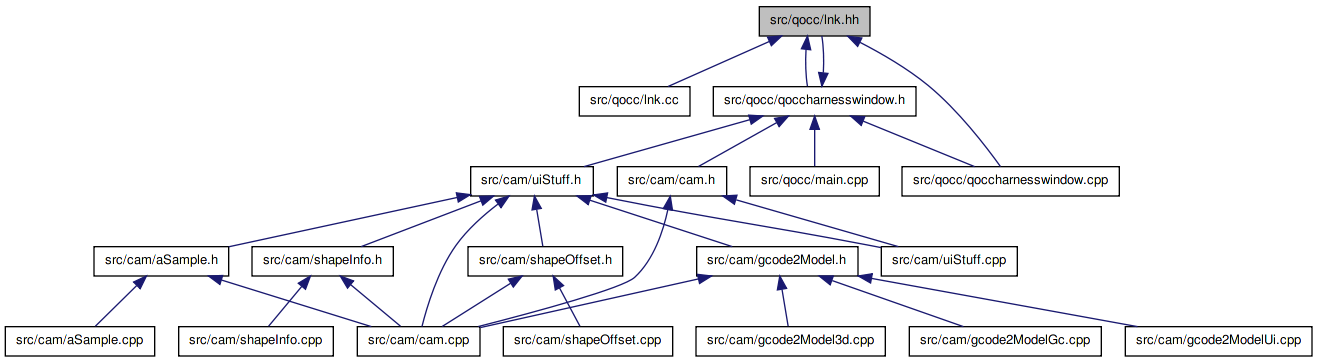 src/qocc/lnk.hh
src/qocc/lnk.cc
src/qocc/qoccharnesswindow.h
src/cam/uiStuff.h
src/cam/cam.h
src/qocc/main.cpp
src/qocc/qoccharnesswindow.cpp
src/cam/aSample.h
src/cam/shapeInfo.h
src/cam/shapeOffset.h
src/cam/gcode2Model.h
src/cam/uiStuff.cpp
src/cam/aSample.cpp
src/cam/shapeInfo.cpp
src/cam/cam.cpp
src/cam/shapeOffset.cpp
src/cam/gcode2Model3d.cpp
src/cam/gcode2ModelGc.cpp
src/cam/gcode2ModelUi.cpp